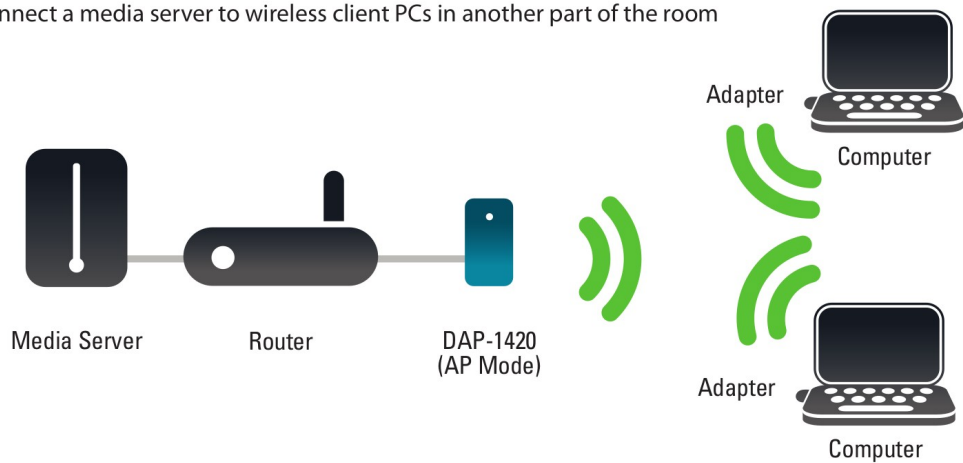 nnect a media server to wireless client PCs in another part of the room
Adapter
Computer
Media Server
Router
DAP-1420
(AP Mode)
Adapter
Computer